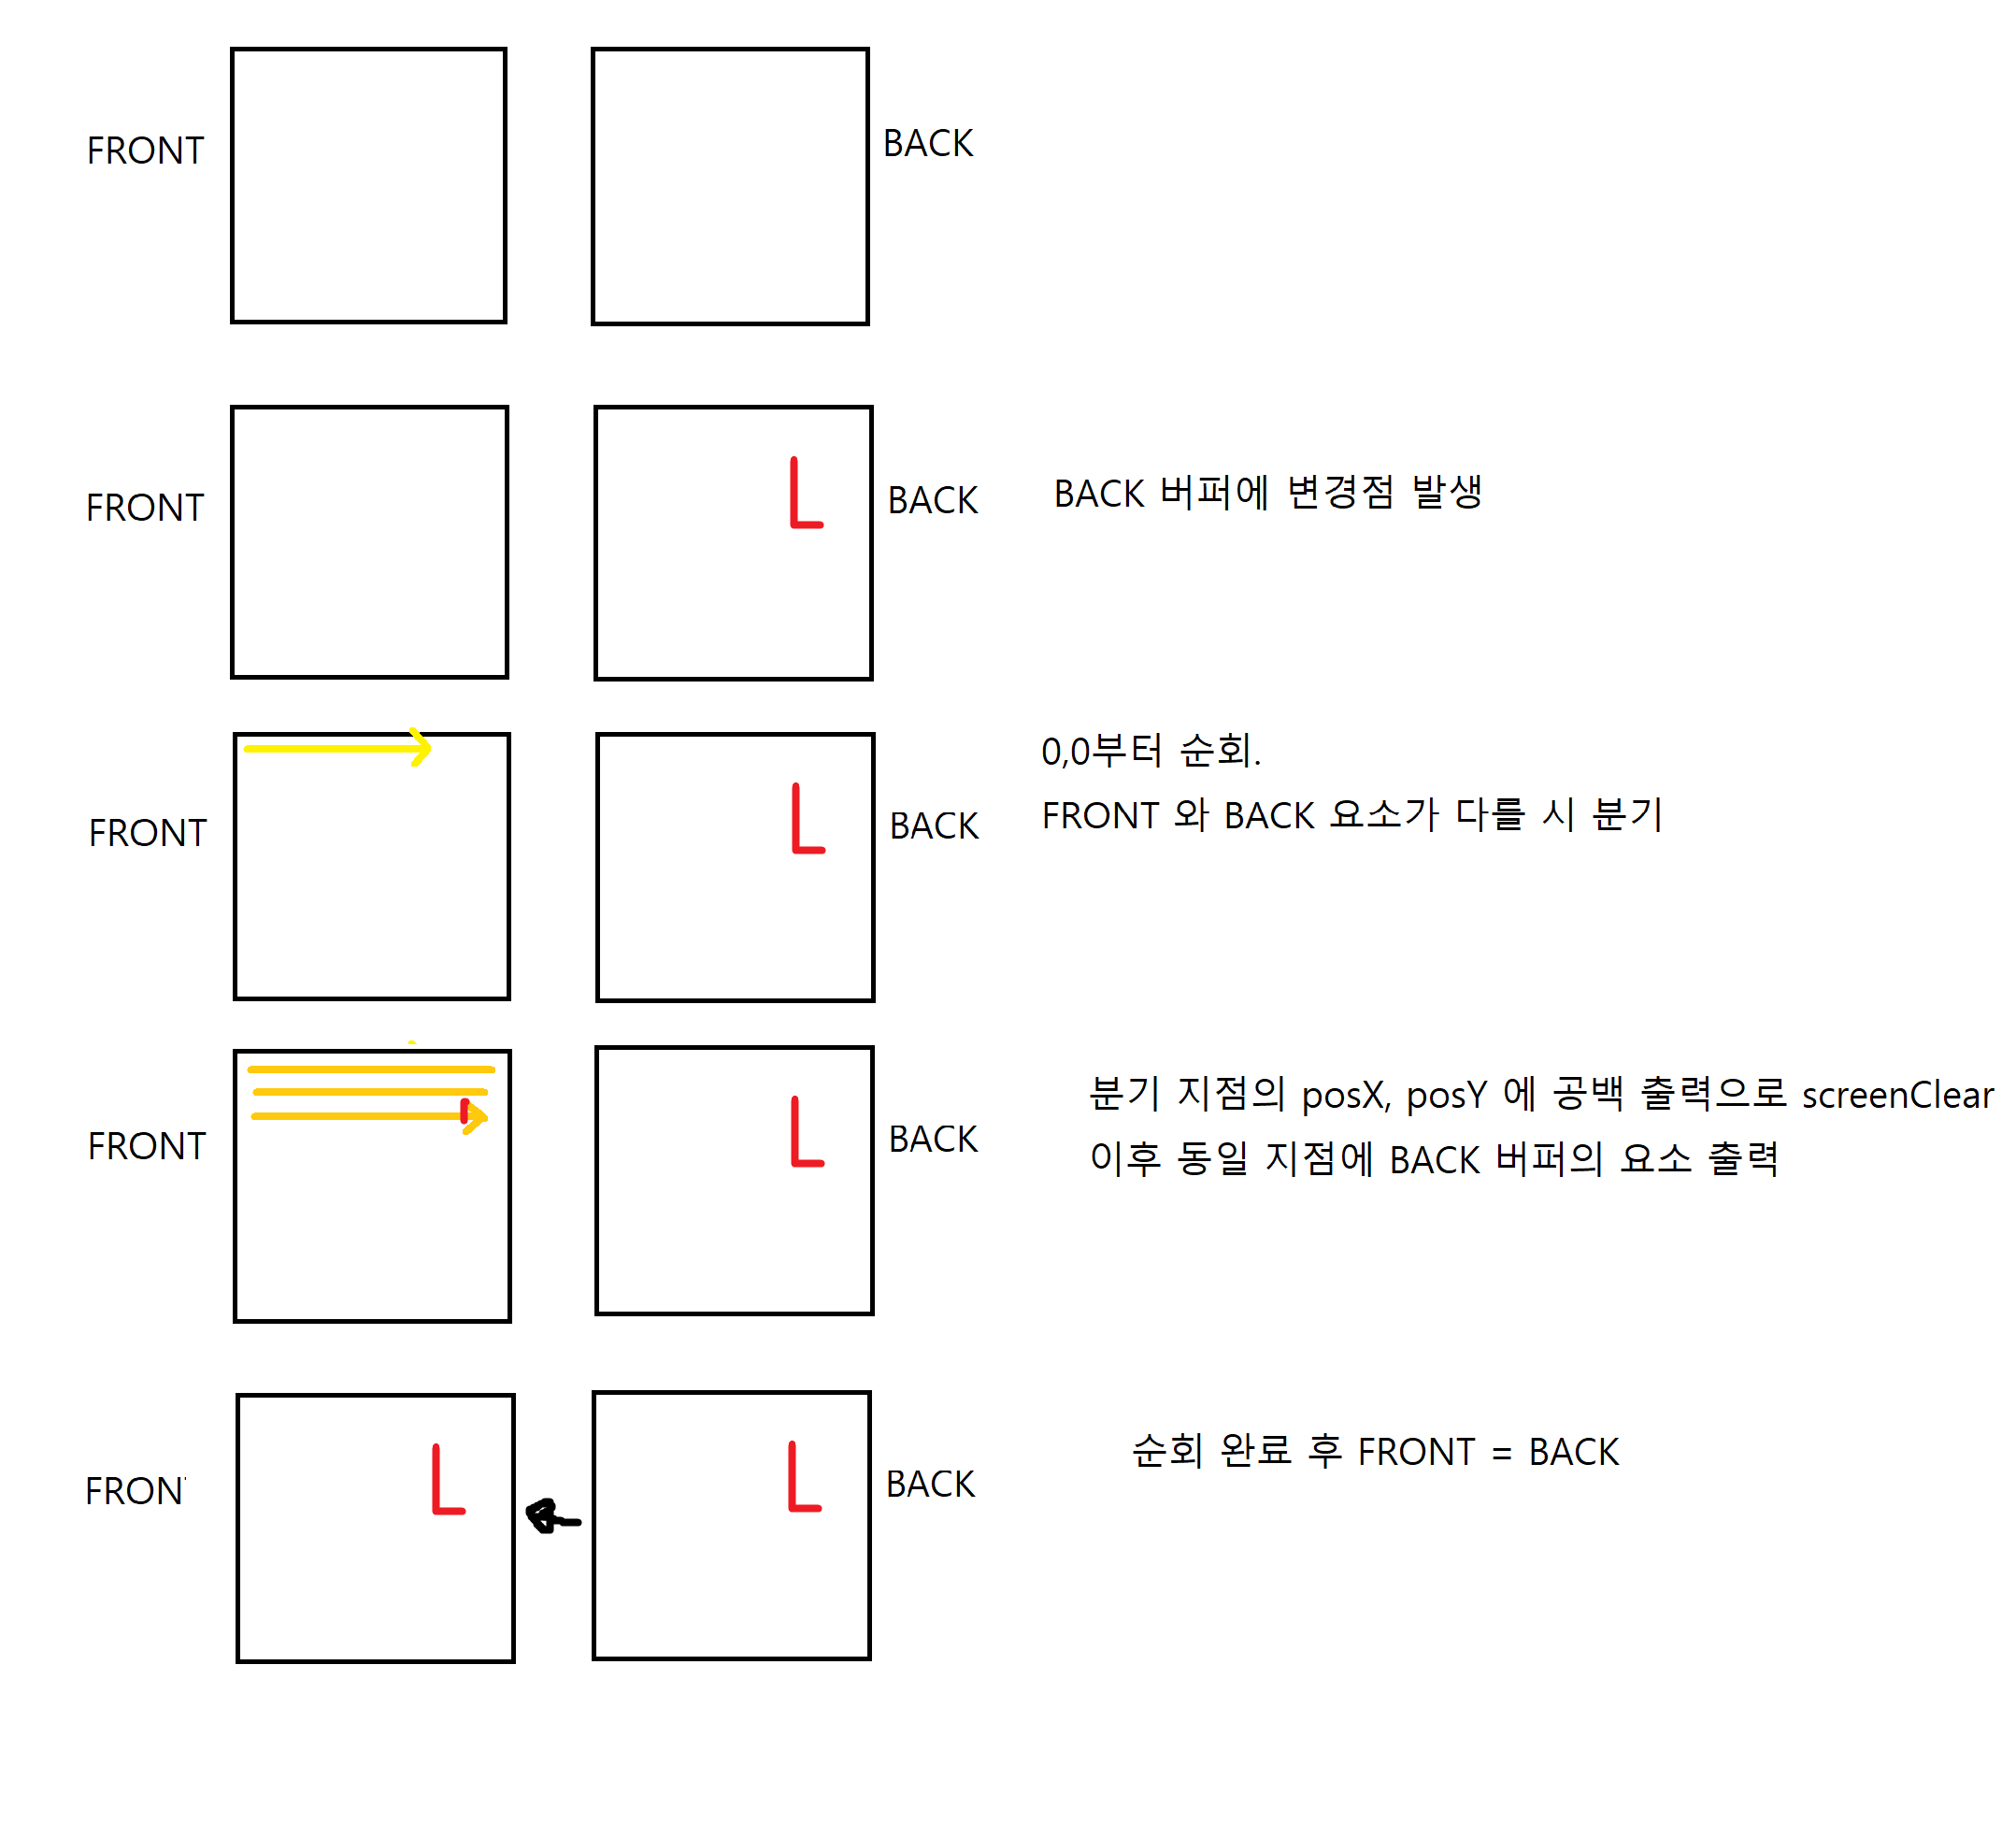 FRONT
BACK
FRONT
BACK
BACK 버퍼에 변경점 발생
0,0부터 순회.
FRONT 와 BACK 요소가 다를 시 분기
FRONT
BACK
분기 지점의 posX, posY 에 공백 출력으로 screenClear
이후 동일 지점에 BACK 버퍼의 요소 출력
FRONT
BACK
순회 완료 후 FRONT = BACK
FRONT
BACK